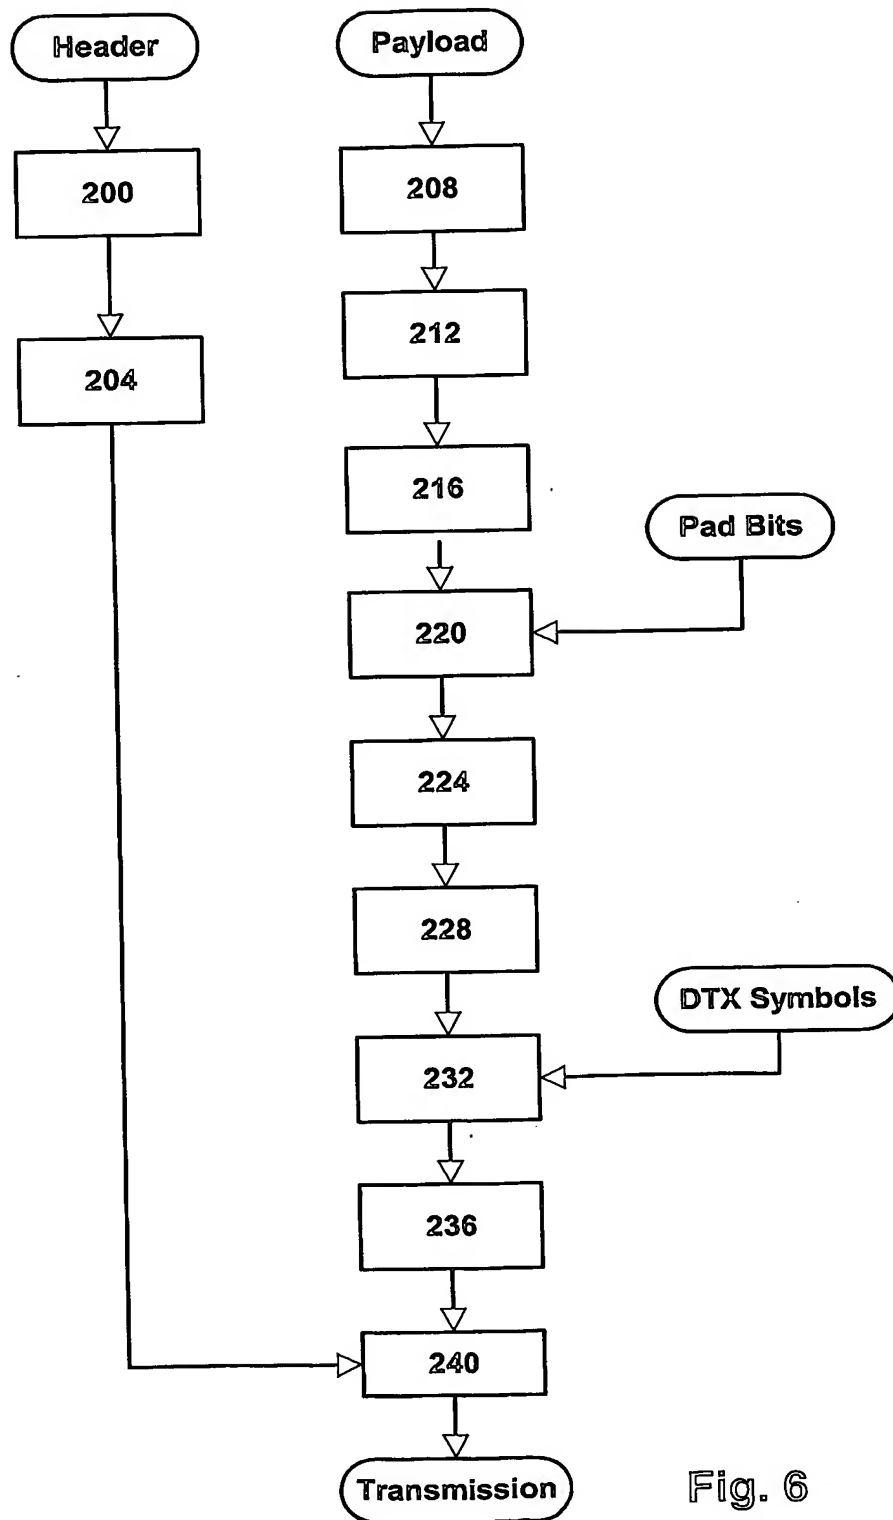 Header
Payload
200
208
212
204
216
Pad Bits
220
224
228
DTX Symbols
232
236
240
Transmission
Fig. 6